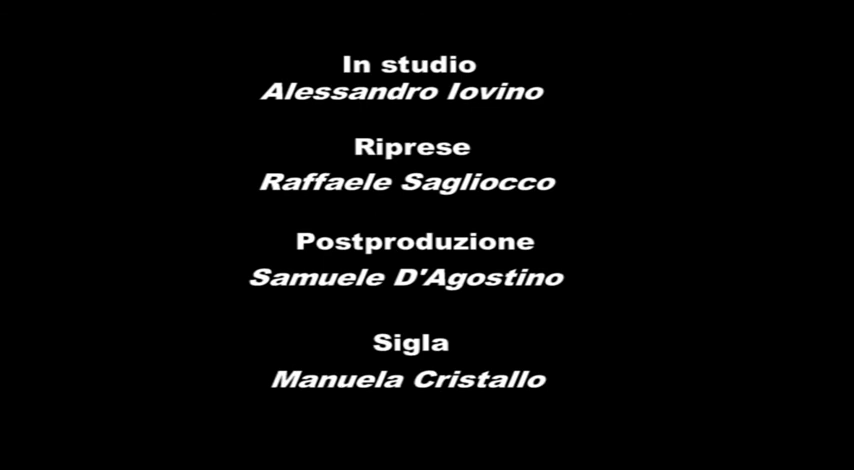 In studio
Alessandro Iovino
Riprese
Raffaele Sagliocco
Postproduzione
Samuele D'Agostino
Sigla
Manuela Cristallo